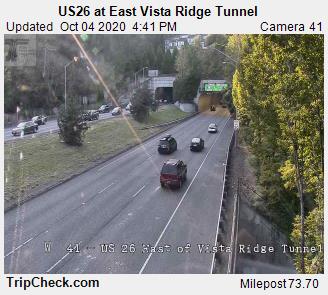 US26 at East Vista Ridge Tunnel
Updated Oct 04 2020 4:41 PM Camera 41
W 41 -- US 26 East of Vista Ridge Tunnel
TripCheck.com Milepost 73.70